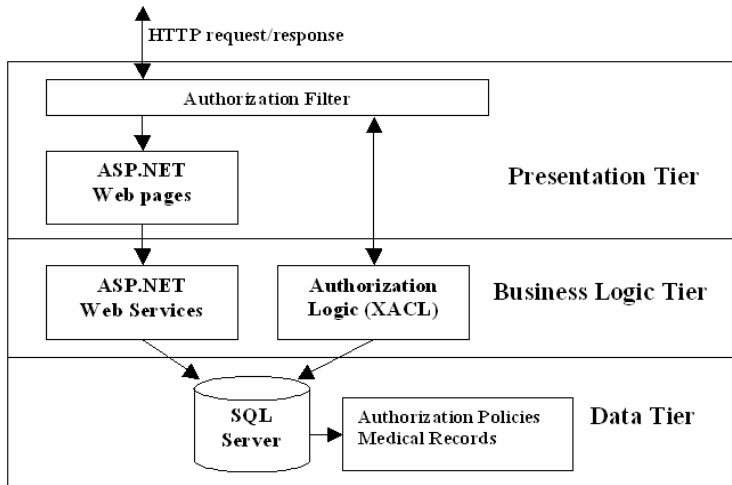 HTTP request/response
Authorization Filter
ASP.NET
Web pages
Presentation Tier
ASP.NET
Web Services
Authorization
Logic (XACL)
Business Logic Tier
SQL
Server
Authorization Policies
Medical Records
Data Tier